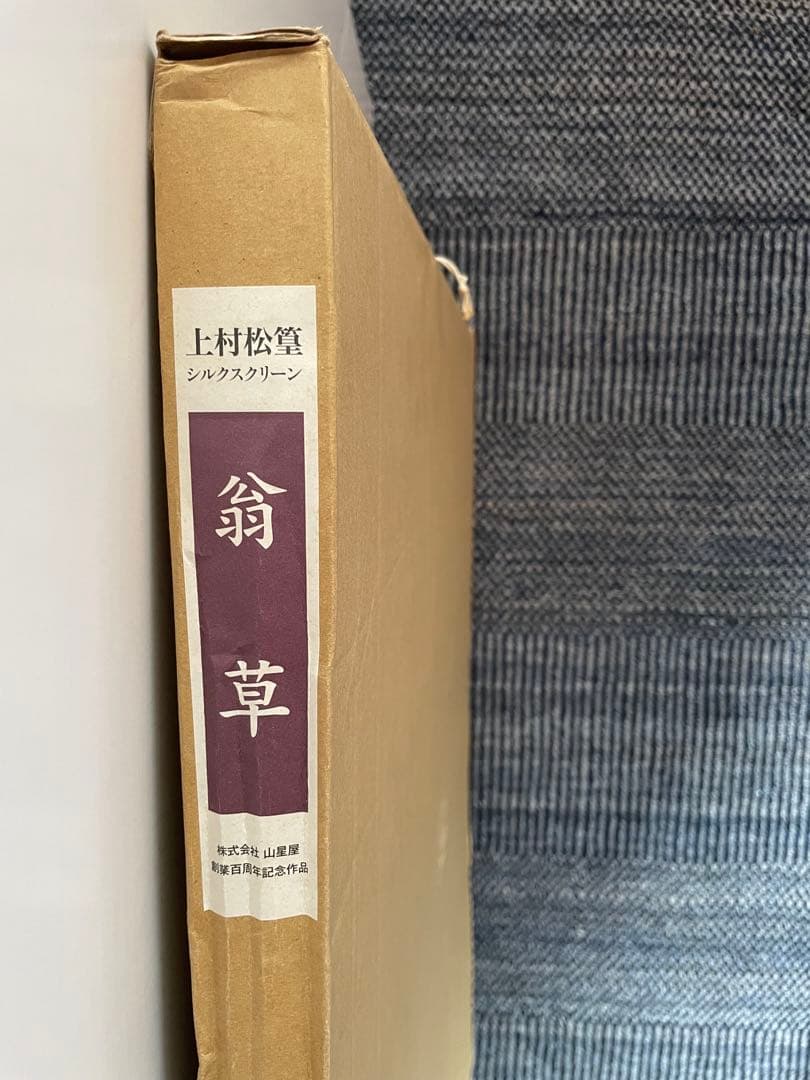 上村松篁
シルクスクリーン
翁草
株式会社 山星屋
創業百周年記念作品